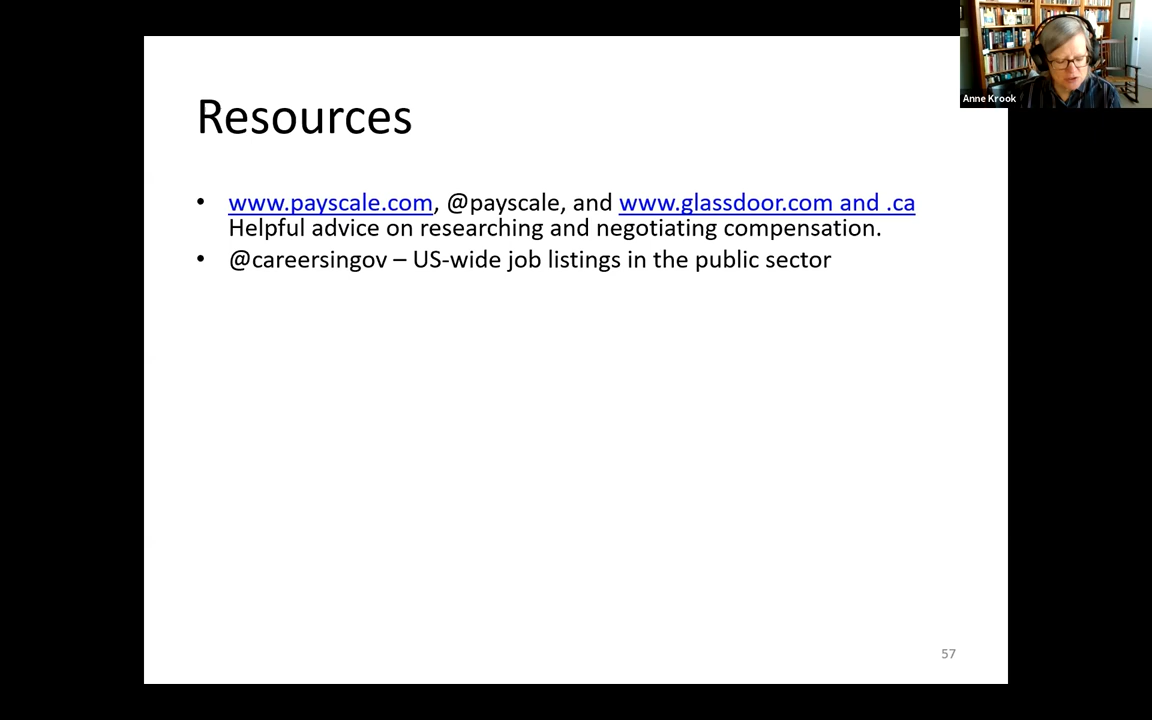 Anne Krook
Resources
• www.payscale.com, @payscale, and www.glassdoor.com and .ca
Helpful advice on researching and negotiating compensation.
• @careersingov – US-wide job listings in the public sector
57